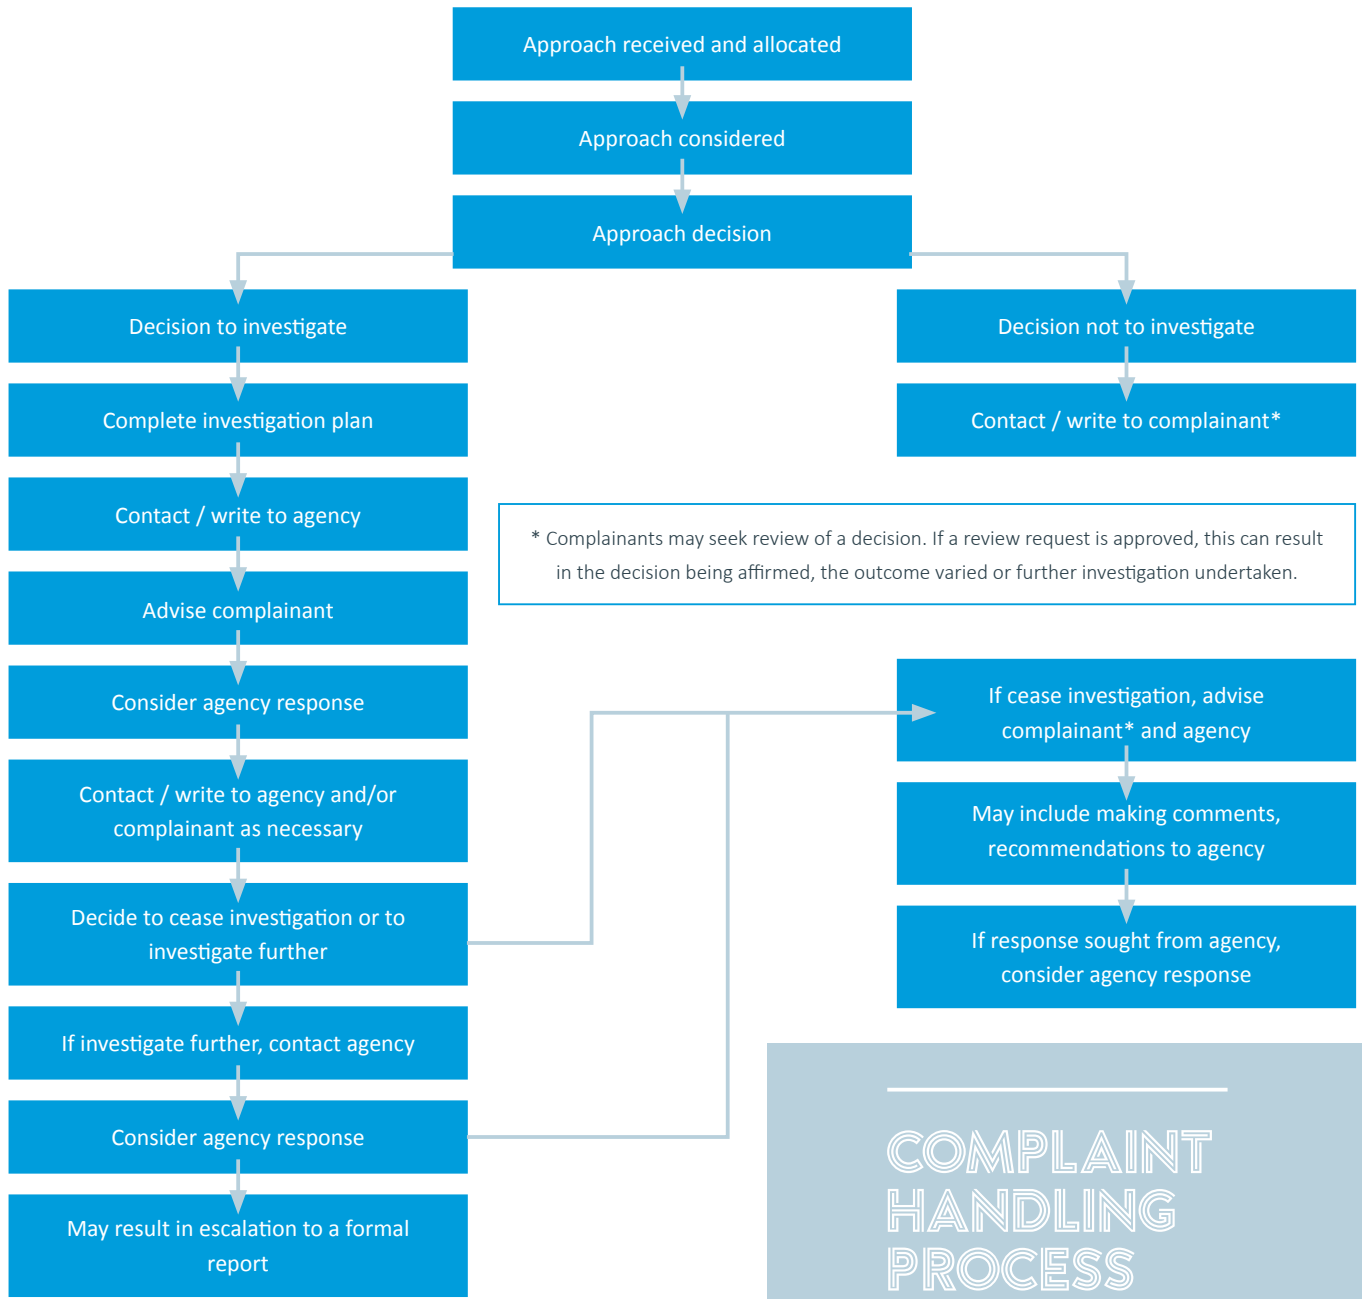 Approach received and allocated
Approach considered
Approach decision
Decision to investigate
Complete investigation plan
Contact / write to agency
Advise complainant
Consider agency response
Contact / write to agency and/or
complainant as necessary
Decide to cease investigation or to
investigate further
If investigate further, contact agency
Consider agency response
May result in escalation to a formal
report
Decision not to investigate
Contact / write to complainant*
* Complainants may seek review of a decision. If a review request is approved, this can result
in the decision being affirmed, the outcome varied or further investigation undertaken.
If cease investigation, advise
complainant* and agency
May include making comments,
recommendations to agency
If response sought from agency,
consider agency response
COMPLAINT
HANDLING
PROCESS